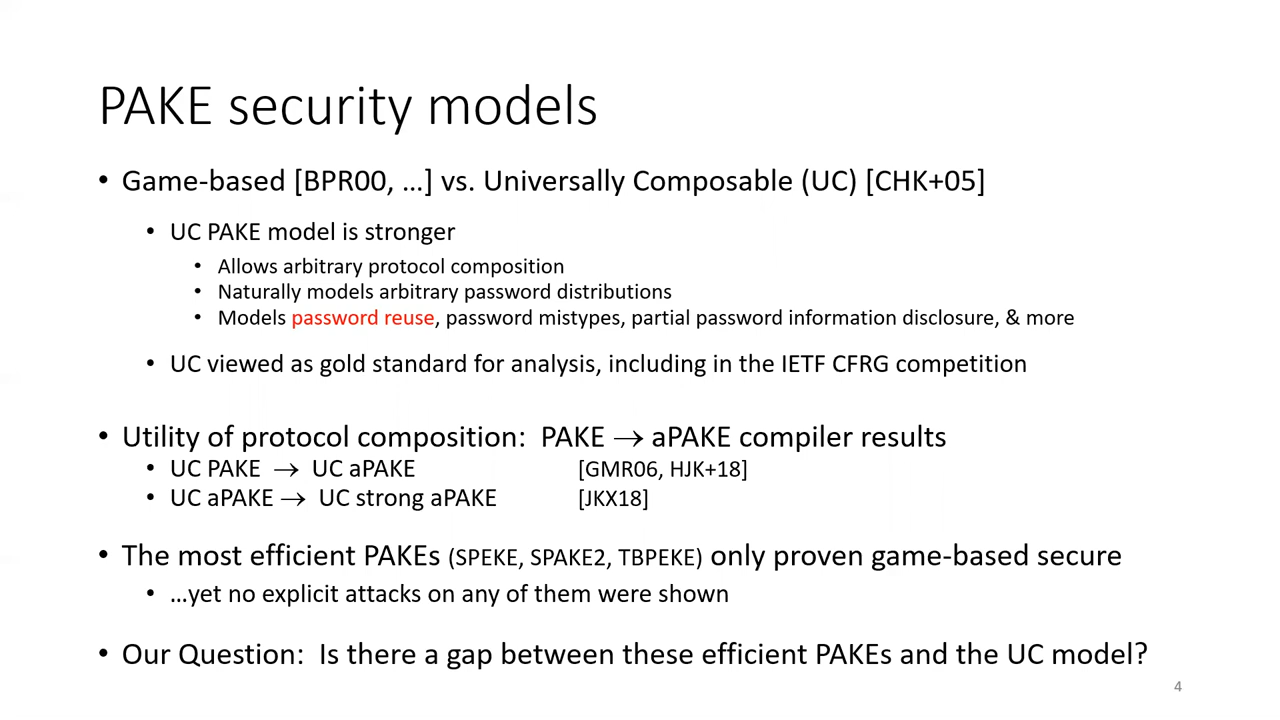 PAKE security models
• Game-based [BPR00, …] vs. Universally Composable (UC) [CHK+05]
• UC PAKE model is stronger
• Allows arbitrary protocol composition
• Naturally models arbitrary password distributions
• Models password reuse, password mistypes, partial password information disclosure, & more
• UC viewed as gold standard for analysis, including in the IETF CFRG competition
• Utility of protocol composition: PAKE → aPAKE compiler results
• UC PAKE → UC aPAKE [GMR06, HJK+18]
• UC aPAKE → UC strong aPAKE [JKX18]
• The most efficient PAKEs (SPEKE, SPAKE2, TBPEKE) only proven game-based secure
• …yet no explicit attacks on any of them were shown
• Our Question: Is there a gap between these efficient PAKEs and the UC model?
4